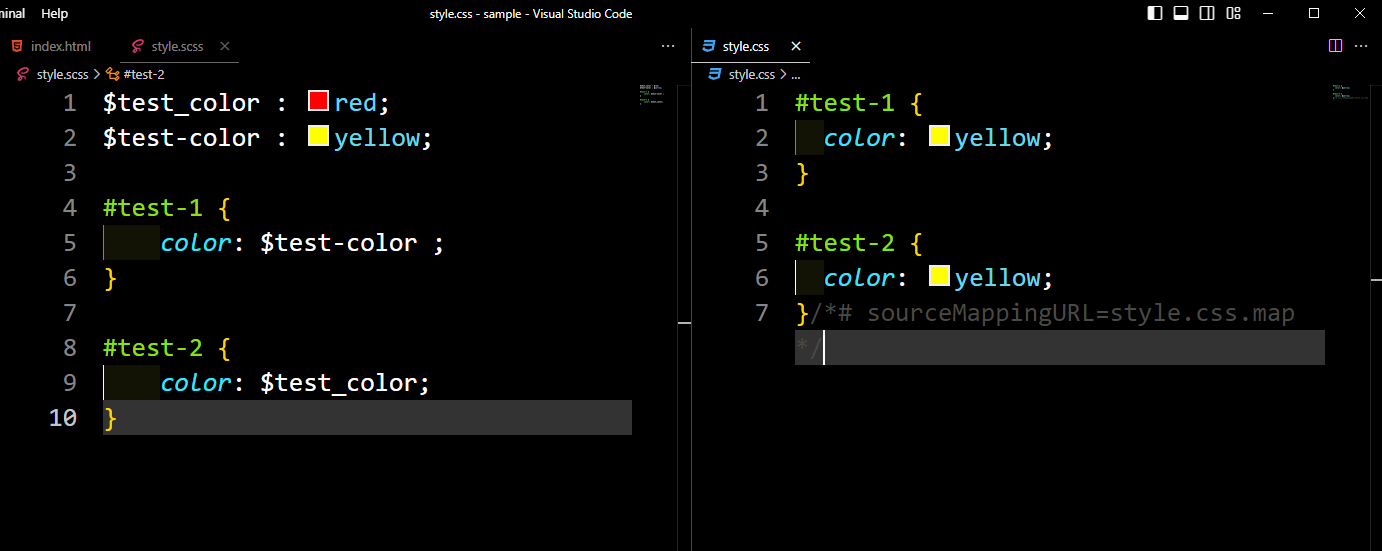 minal Help style.css - sample - Visual Studio Code
index.html style.scss
style.scss > #test-2
1 $test_color : red;
2 $test-color : yellow;
3
4 #test-1 {
5 color: $test-color ;
6 }
7
8 #test-2 {
9 color: $test_color;
10 }
style.css
style.css > ...
1 #test-1 {
2 color: yellow;
3 }
4
5 #test-2 {
6 color: yellow;
7 }/*# sourceMappingURL=style.css.map
*/